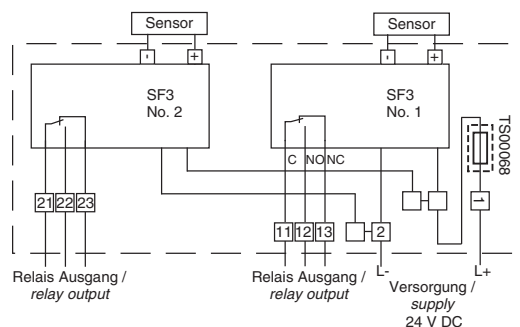 Sensor
Sensor
- +
- +
SF3
No. 2
SF3
No. 1
TS00068
C NO NC
21 22 23
11 12 13
2
1
L-
L+
Relais Ausgang /
relay output
Relais Ausgang /
relay output
Versorgung /
supply
24 V DC